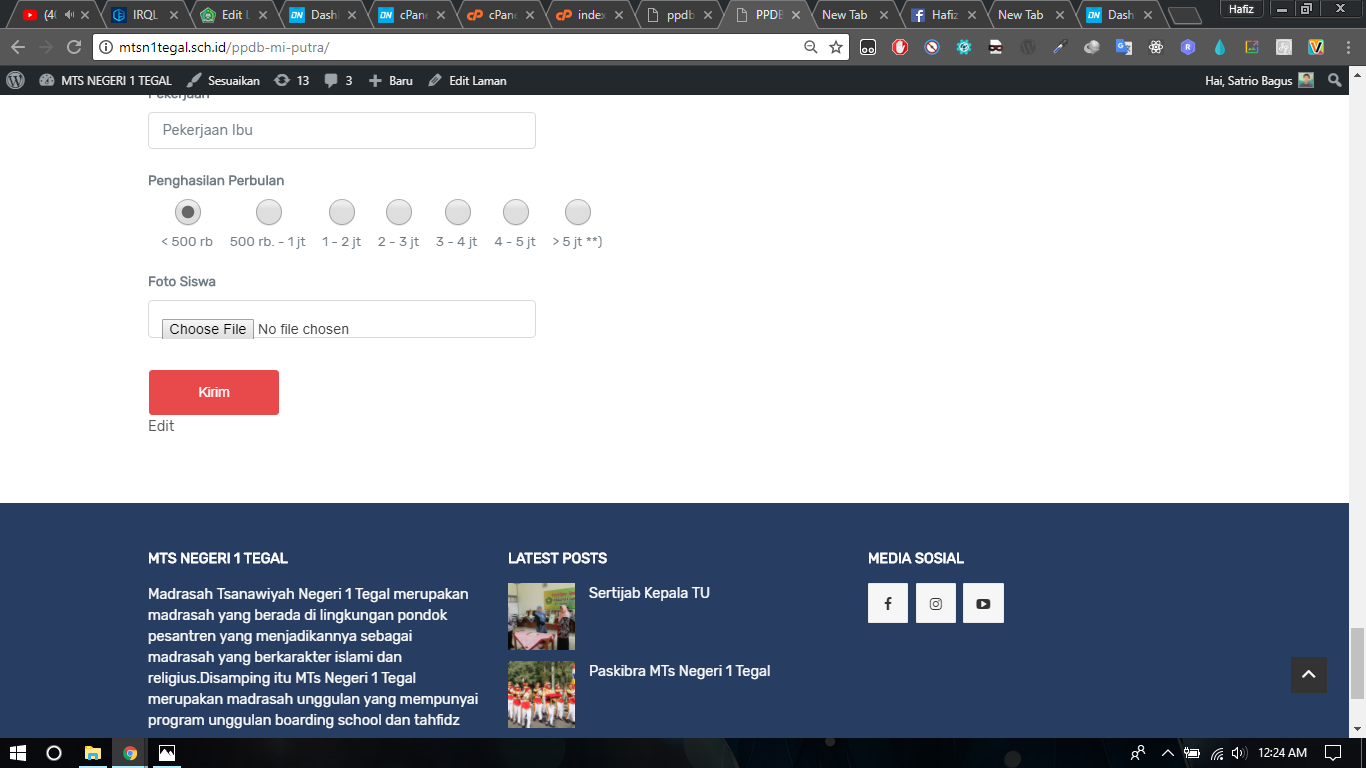 (4(
IRQL
Edit L
Dashl
cPane
cPane
index
ppdb
PPDB
New Tab
Hafiz
New Tab
Dash
Hafiz
mtsn1tegal.sch.id/ppdb-mi-putra/
MTS NEGERI 1 TEGAL Sesuaikan 13 3 Baru Edit Laman Hai, Satrio Bagus
Pekerjaan
Pekerjaan Ibu
Penghasilan Perbulan
< 500 rb 500 rb. - 1 jt 1 - 2 jt 2 - 3 jt 3 - 4 jt 4 - 5 jt > 5 jt **)
Foto Siswa
Choose File No file chosen
Kirim
Edit
MTS NEGERI 1 TEGAL
Madrasah Tsanawiyah Negeri 1 Tegal merupakan
madrasah yang berada di lingkungan pondok
pesantren yang menjadikannya sebagai
madrasah yang berkarakter islami dan
religius.Disamping itu MTs Negeri 1 Tegal
merupakan madrasah unggulan yang mempunyai
program unggulan boarding school dan tahfidz
LATEST POSTS
Sertijab Kepala TU
Paskibra MTs Negeri 1 Tegal
MEDIA SOSIAL
12:24 AM